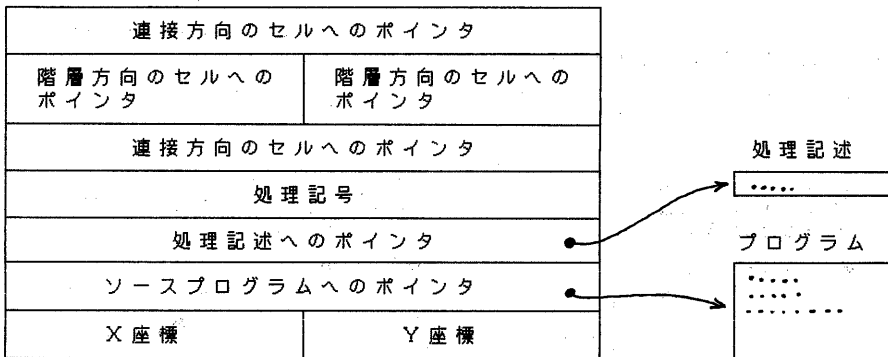 連接方向のセルへのポインタ
階層方向のセルへの
ポインタ
階層方向のセルへの
ポインタ
連接方向のセルへのポインタ
処理記号
処理記述へのポインタ
ソースプログラムへのポインタ
X座標
Y座標
処理記述
プログラム